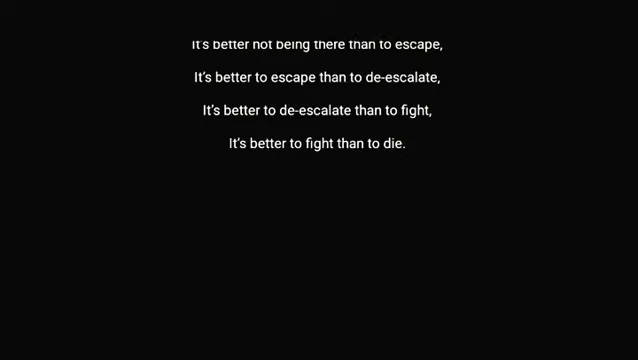 It's better not being there than to escape,
It's better to escape than to de-escalate,
It's better to de-escalate than to fight,
It's better to fight than to die.